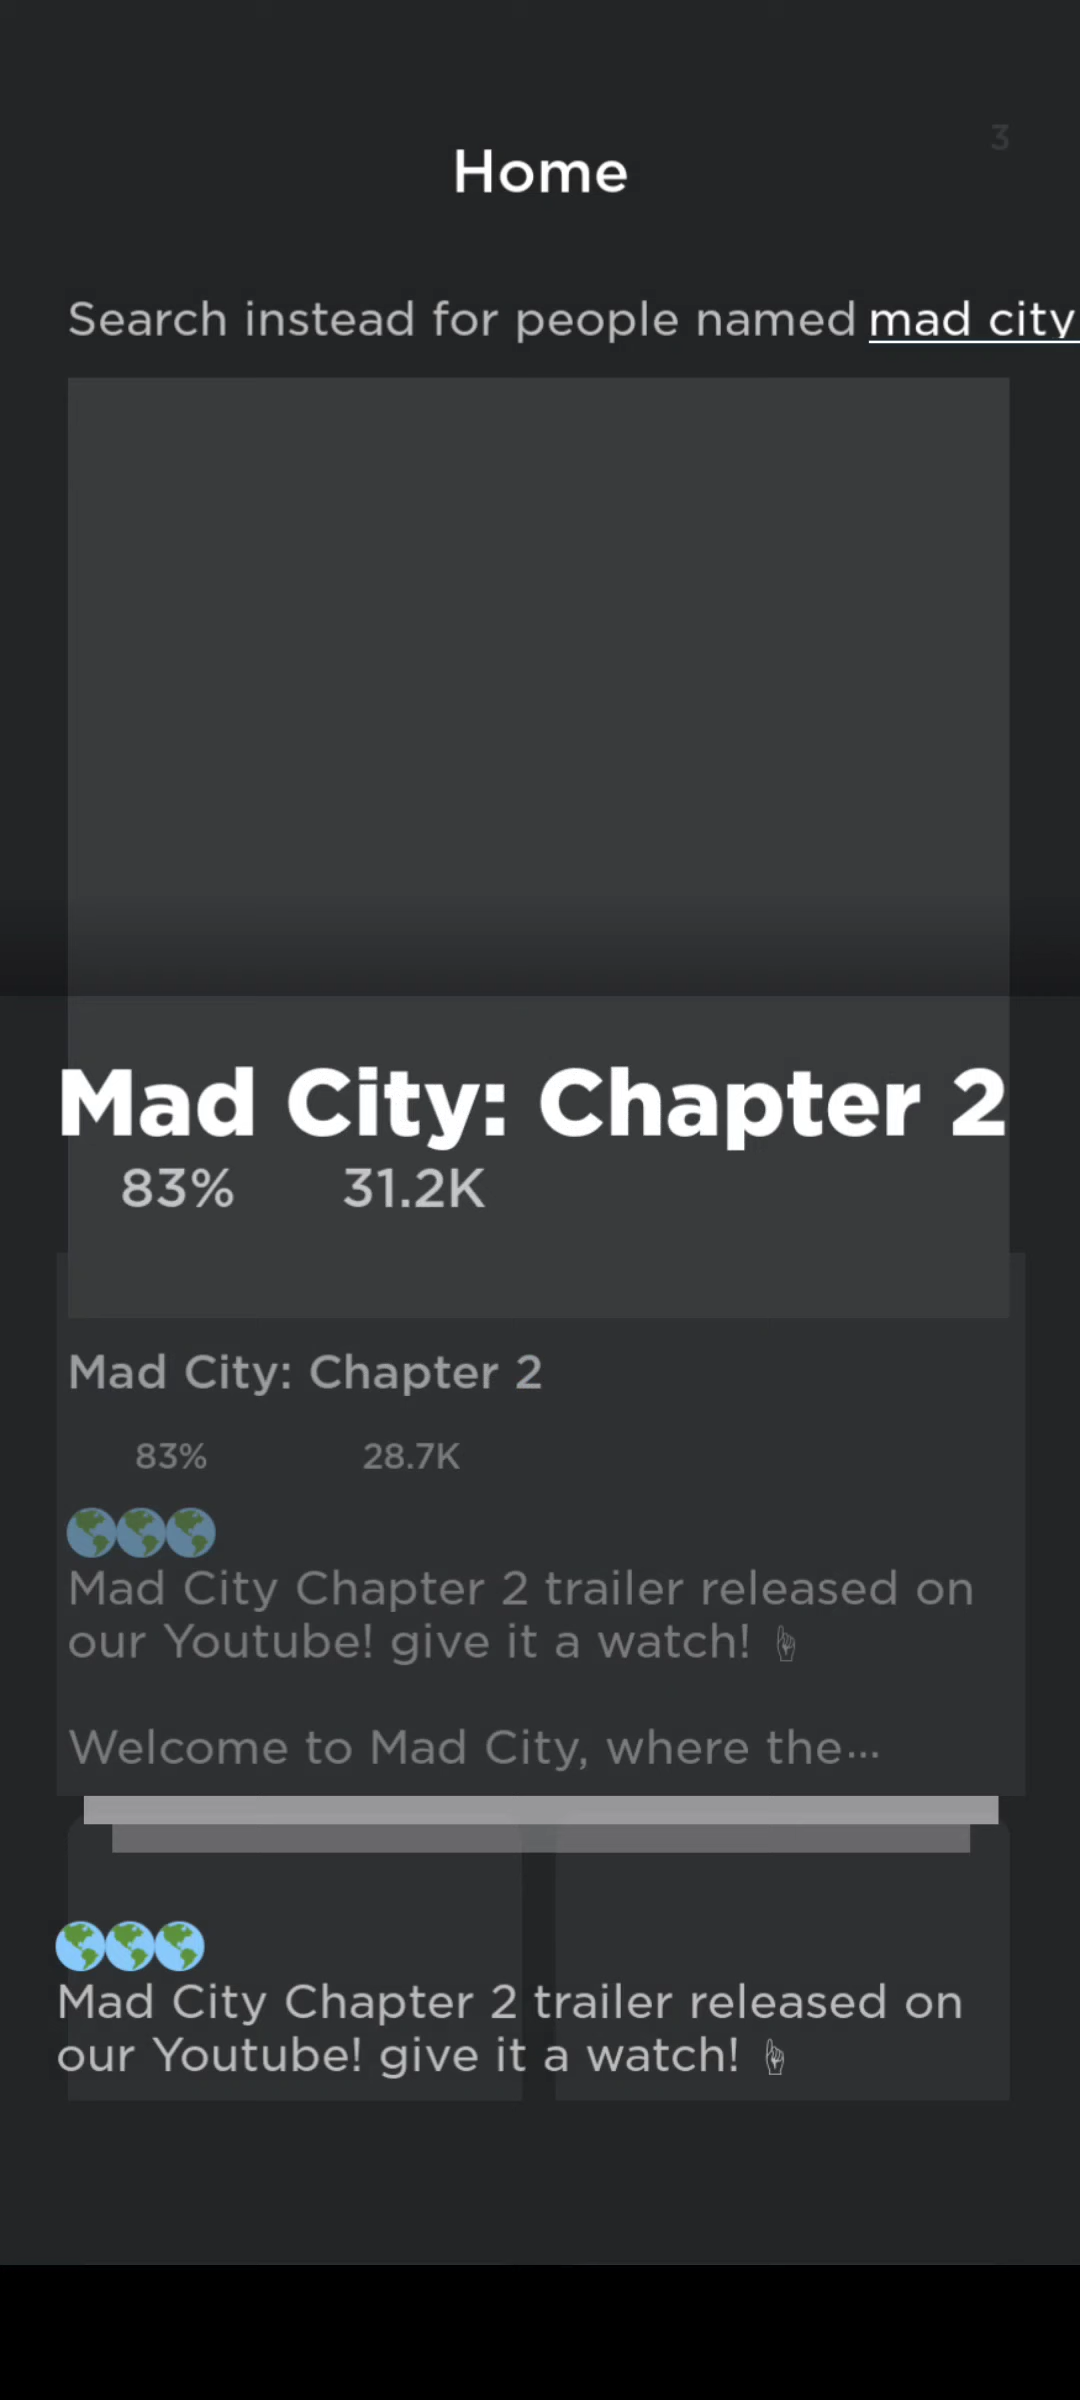 3
Home
Search instead for people named mad city
Mad City: Chapter 2
83% 31.2K
Mad City: Chapter 2
83% 28.7K
🌎🌎🌎
Mad City Chapter 2 trailer released on
our Youtube! give it a watch! ☝
Welcome to Mad City, where the...
🌎🌎🌎
Mad City Chapter 2 trailer released on
our Youtube! give it a watch! ☝